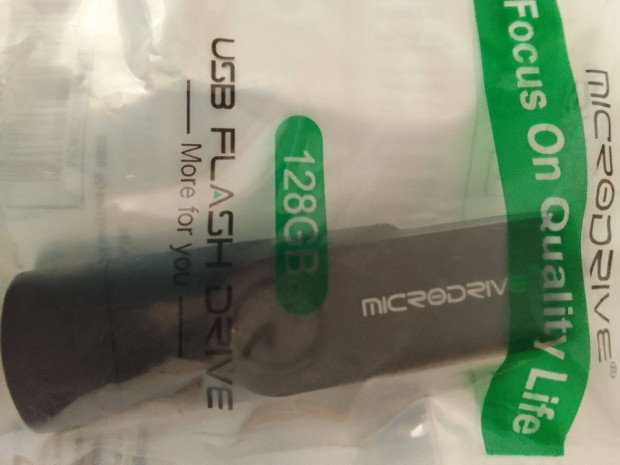 MICRODRIVE®
Focus On Quality Life
128GB
USB FLASH DRIVE
More for you
MICRODRIVE